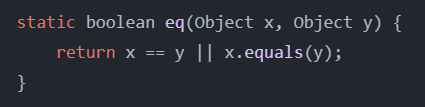 static boolean eq(Object x, Object y) {
    return x == y || x.equals(y);
}